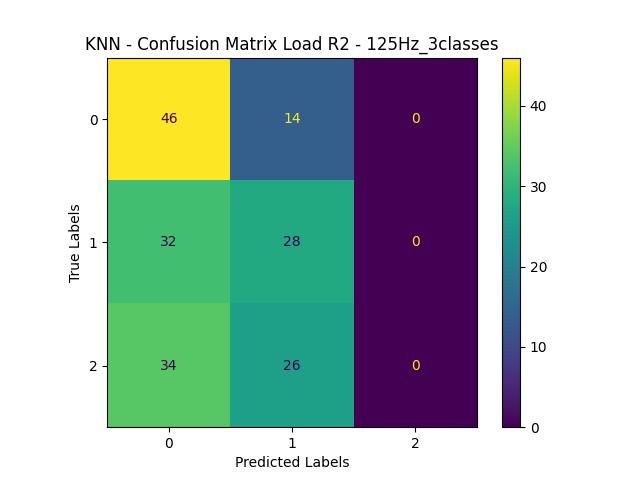 KNN - Confusion Matrix Load R2 - 125Hz_3classes
True Labels
0 46 14 0
1 32 28 0
2 34 26 0
0 1 2
Predicted Labels
40
30
20
10
0